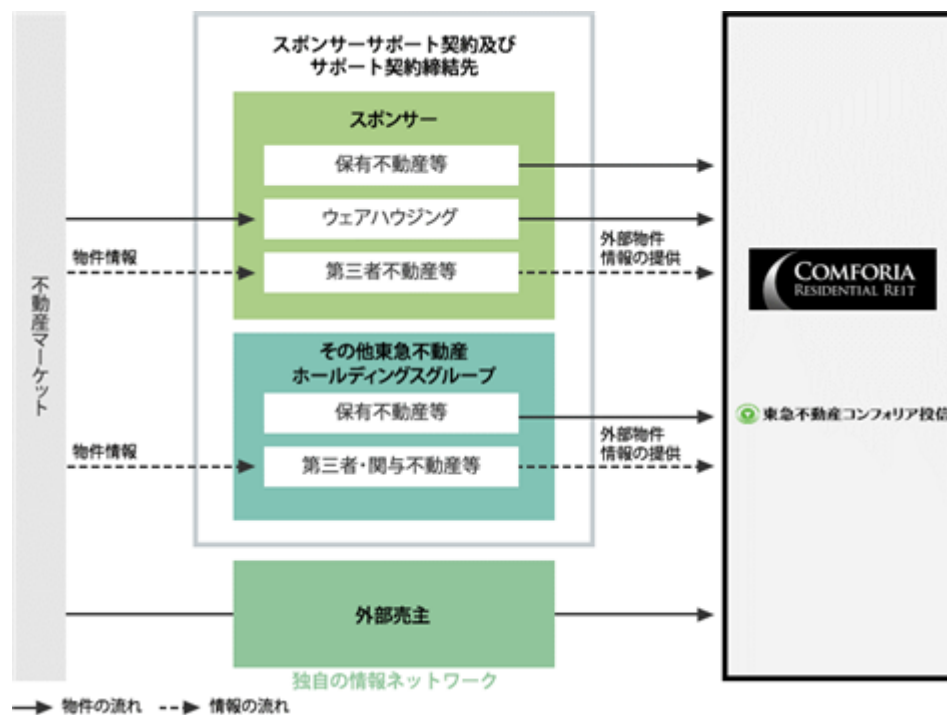 スポンサーサポート契約及び
サポート契約締結先
スポンサー
保有不動産等
ウェアハウジング
外部物件
情報の提供
物件情報
第三者不動産等
COMFORIA
RESIDENTIAL REIT
不動産マーケット
その他東急不動産
ホールディングスグループ
保有不動産等
東急不動産コンフォリア投信
外部物件
情報の提供
物件情報
第三者・関与不動産等
外部売主
独自の情報ネットワーク
物件の流れ
情報の流れ